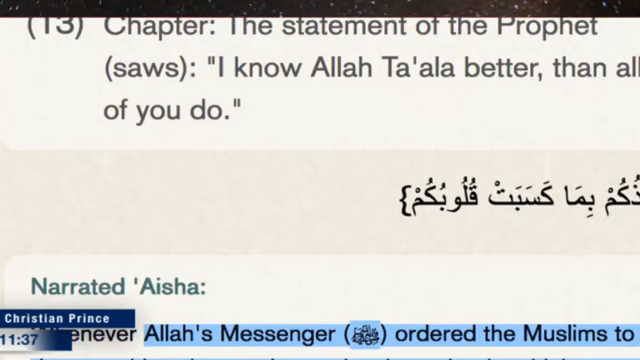 (13) Chapter: The statement of the Prophet
(saws): "I know Allah Ta'ala better, than all
of you do."
بِمَا كَسَبَتْ قُلُوبُكُمْ}
Narrated 'Aisha:
Christian Prince
Allah's Messenger (ﷺ) ordered the Muslims to
11:37